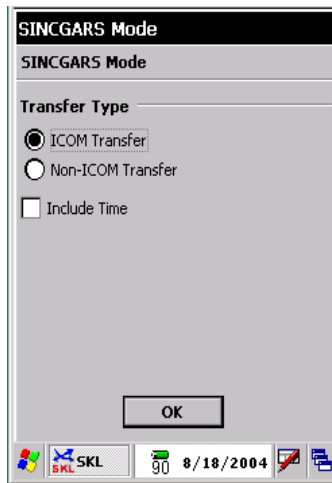 SINCGARS Mode
SINCGARS Mode
Transfer Type
ICOM Transfer
Non-ICOM Transfer
Include Time
OK
SKL SKL 90 8/18/2004